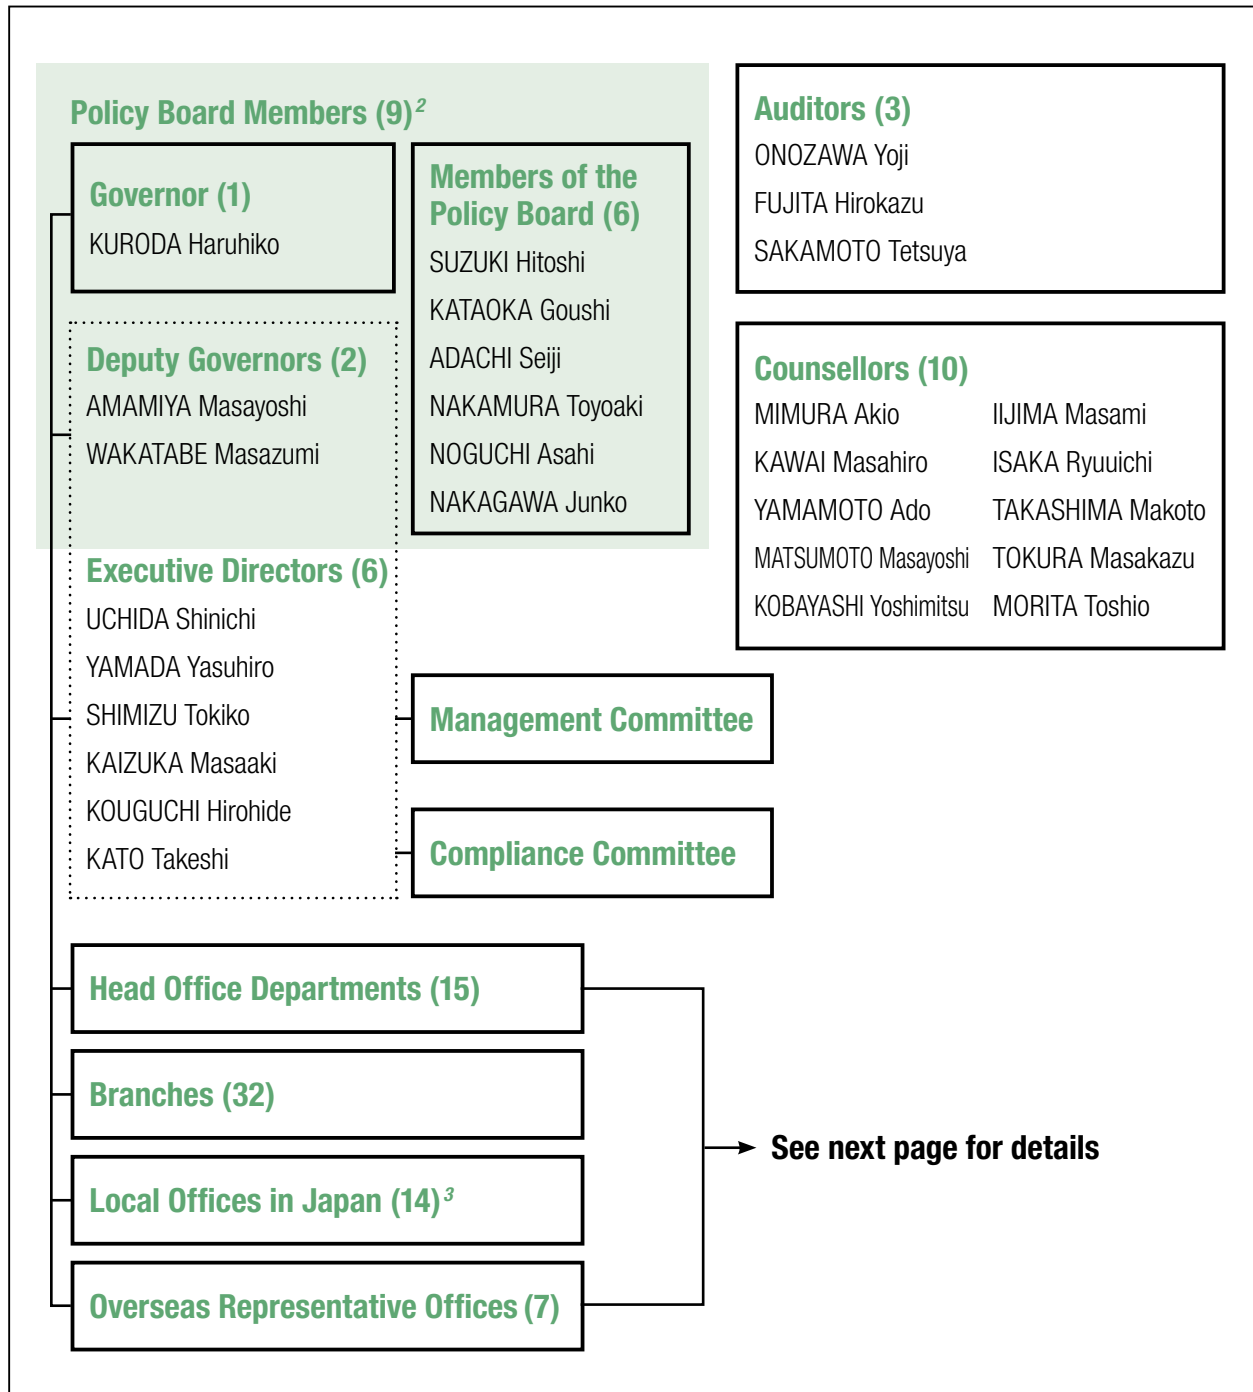 Policy Board Members (9)²
Governor (1)
KURODA Haruhiko
Members of the
Policy Board (6)
SUZUKI Hitoshi
KATAOKA Goushi
ADACHI Seiji
NAKAMURA Toyoaki
NOGUCHI Asahi
NAKAGAWA Junko
Deputy Governors (2)
AMAMIYA Masayoshi
WAKATABE Masazumi
Executive Directors (6)
UCHIDA Shinichi
YAMADA Yasuhiro
SHIMIZU Tokiko
KAIZUKA Masaaki
KOUGUCHI Hirohide
KATO Takeshi
Auditors (3)
ONOZAWA Yoji
FUJITA Hirokazu
SAKAMOTO Tetsuya
Counsellors (10)
MIMURA Akio
KAWAI Masahiro
YAMAMOTO Ado
MATSUMOTO Masayoshi
KOBAYASHI Yoshimitsu
IIJIMA Masami
ISAKA Ryuuichi
TAKASHIMA Makoto
TOKURA Masakazu
MORITA Toshio
Management Committee
Compliance Committee
Head Office Departments (15)
Branches (32)
Local Offices in Japan (14)³
Overseas Representative Offices (7)
See next page for details